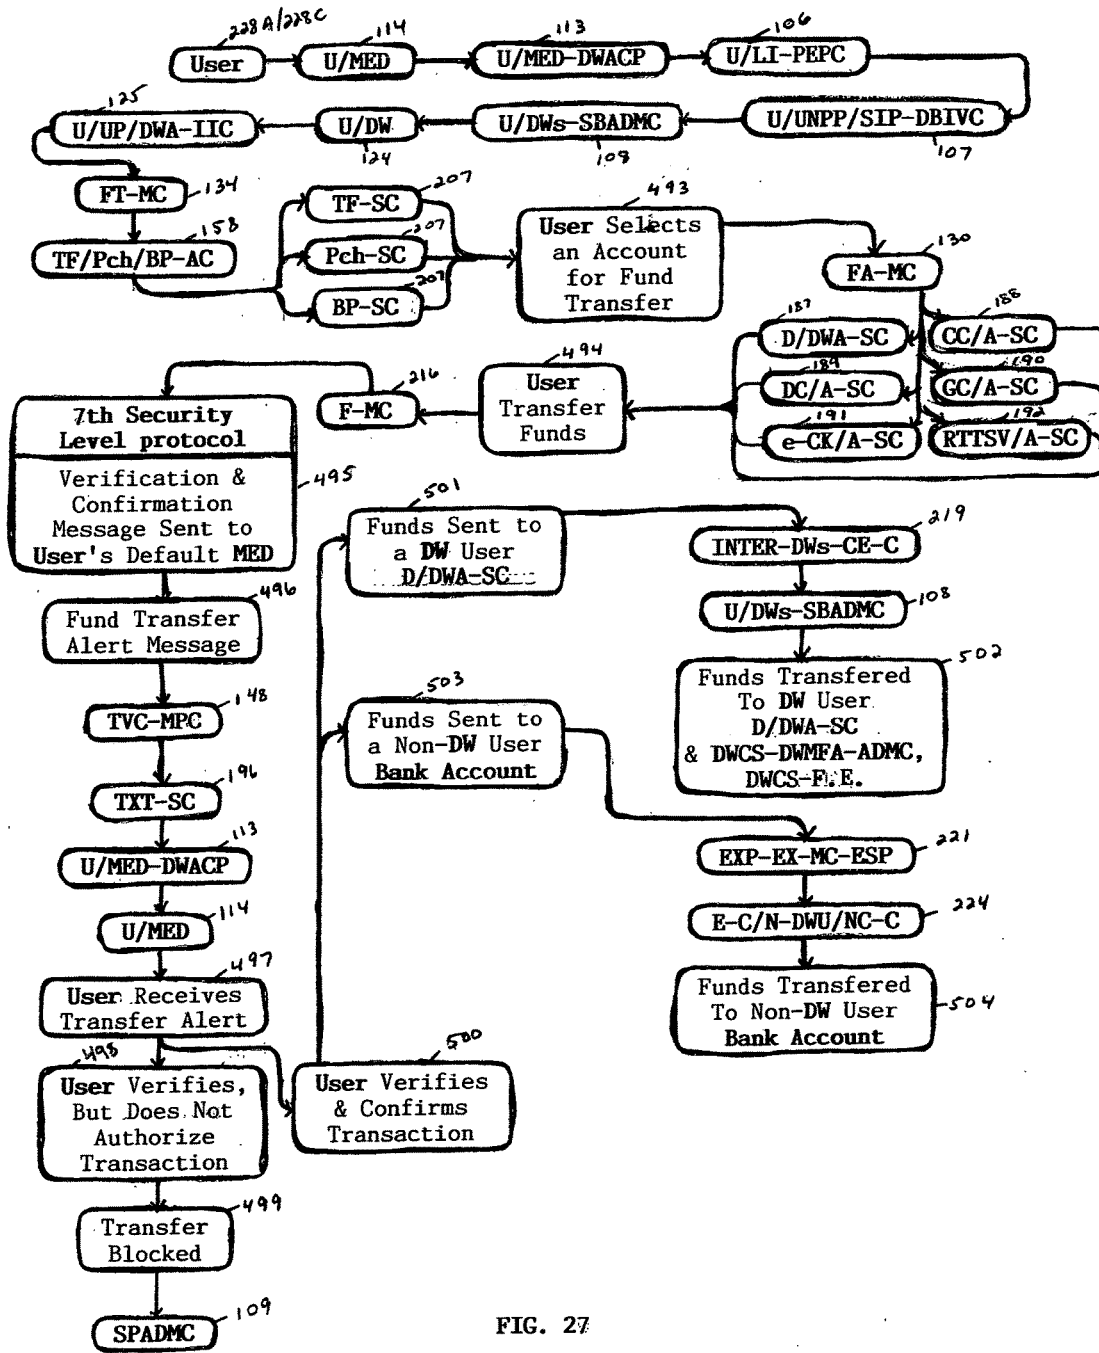 228A/228C
114
113
106
User
U/MED
U/MED-DWACP
U/LI-PEPC
125
U/UP/DWA-IIC
U/DW
U/DWs-SBADMC
U/UNPP/SIP-DBIVC
124
108
107
FT-MC
134
158
TF/Pch/BP-AC
207
TF-SC
207
Pch-SC
207
BP-SC
493
User Selects
an Account
for Fund
Transfer
130
FA-MC
187
D/DWA-SC
188
CC/A-SC
189
DC/A-SC
190
GC/A-SC
191
e-CK/A-SC
192
RTTSV/A-SC
494
User
Transfer
Funds
216
F-MC
7th Security
Level protocol
Verification &
Confirmation
Message Sent to
User's Default MED
495
496
Fund Transfer
Alert Message
148
TVC-MPC
196
TXT-SC
113
U/MED-DWACP
114
U/MED
497
User Receives
Transfer Alert
498
User Verifies,
But Does Not
Authorize
Transaction
499
Transfer
Blocked
109
SPADMC
500
User Verifies
& Confirms
Transaction
501
Funds Sent to
a DW User
D/DWA-SC
219
INTER-DWs-CE-C
108
U/DWs-SBADMC
502
Funds Transfered
To DW User
D/DWA-SC
& DWCS-DWMFA-ADMC,
503
Funds Sent to
a Non-DW User
Bank Account
221
EXP-EX-MC-ESP
224
E-C/N-DWU/NC-C
Funds Transfered
To Non-DW User
Bank Account
504
FIG. 27